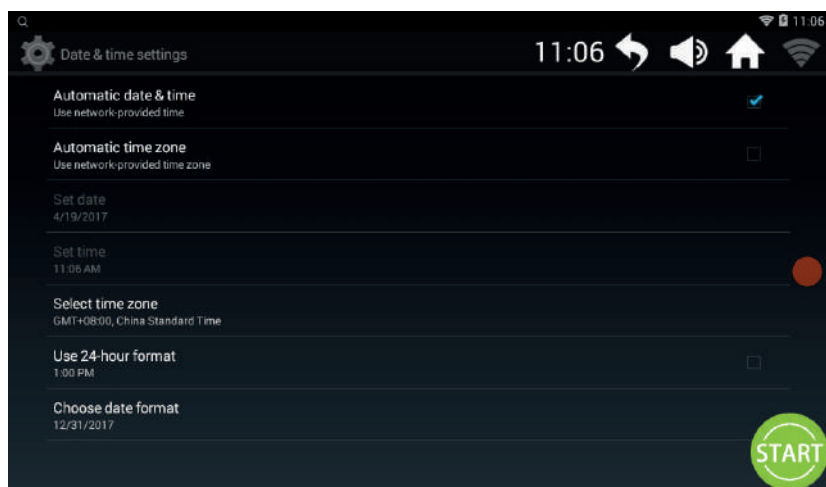 11:06
Date & time settings
11:06
Automatic date & time
Use network-provided time
Automatic time zone
Use network-provided time zone
Set date
4/19/2017
Set time
11:06 AM
Select time zone
GMT+08:00, China Standard Time
Use 24-hour format
1:00 PM
Choose date format
12/31/2017
START